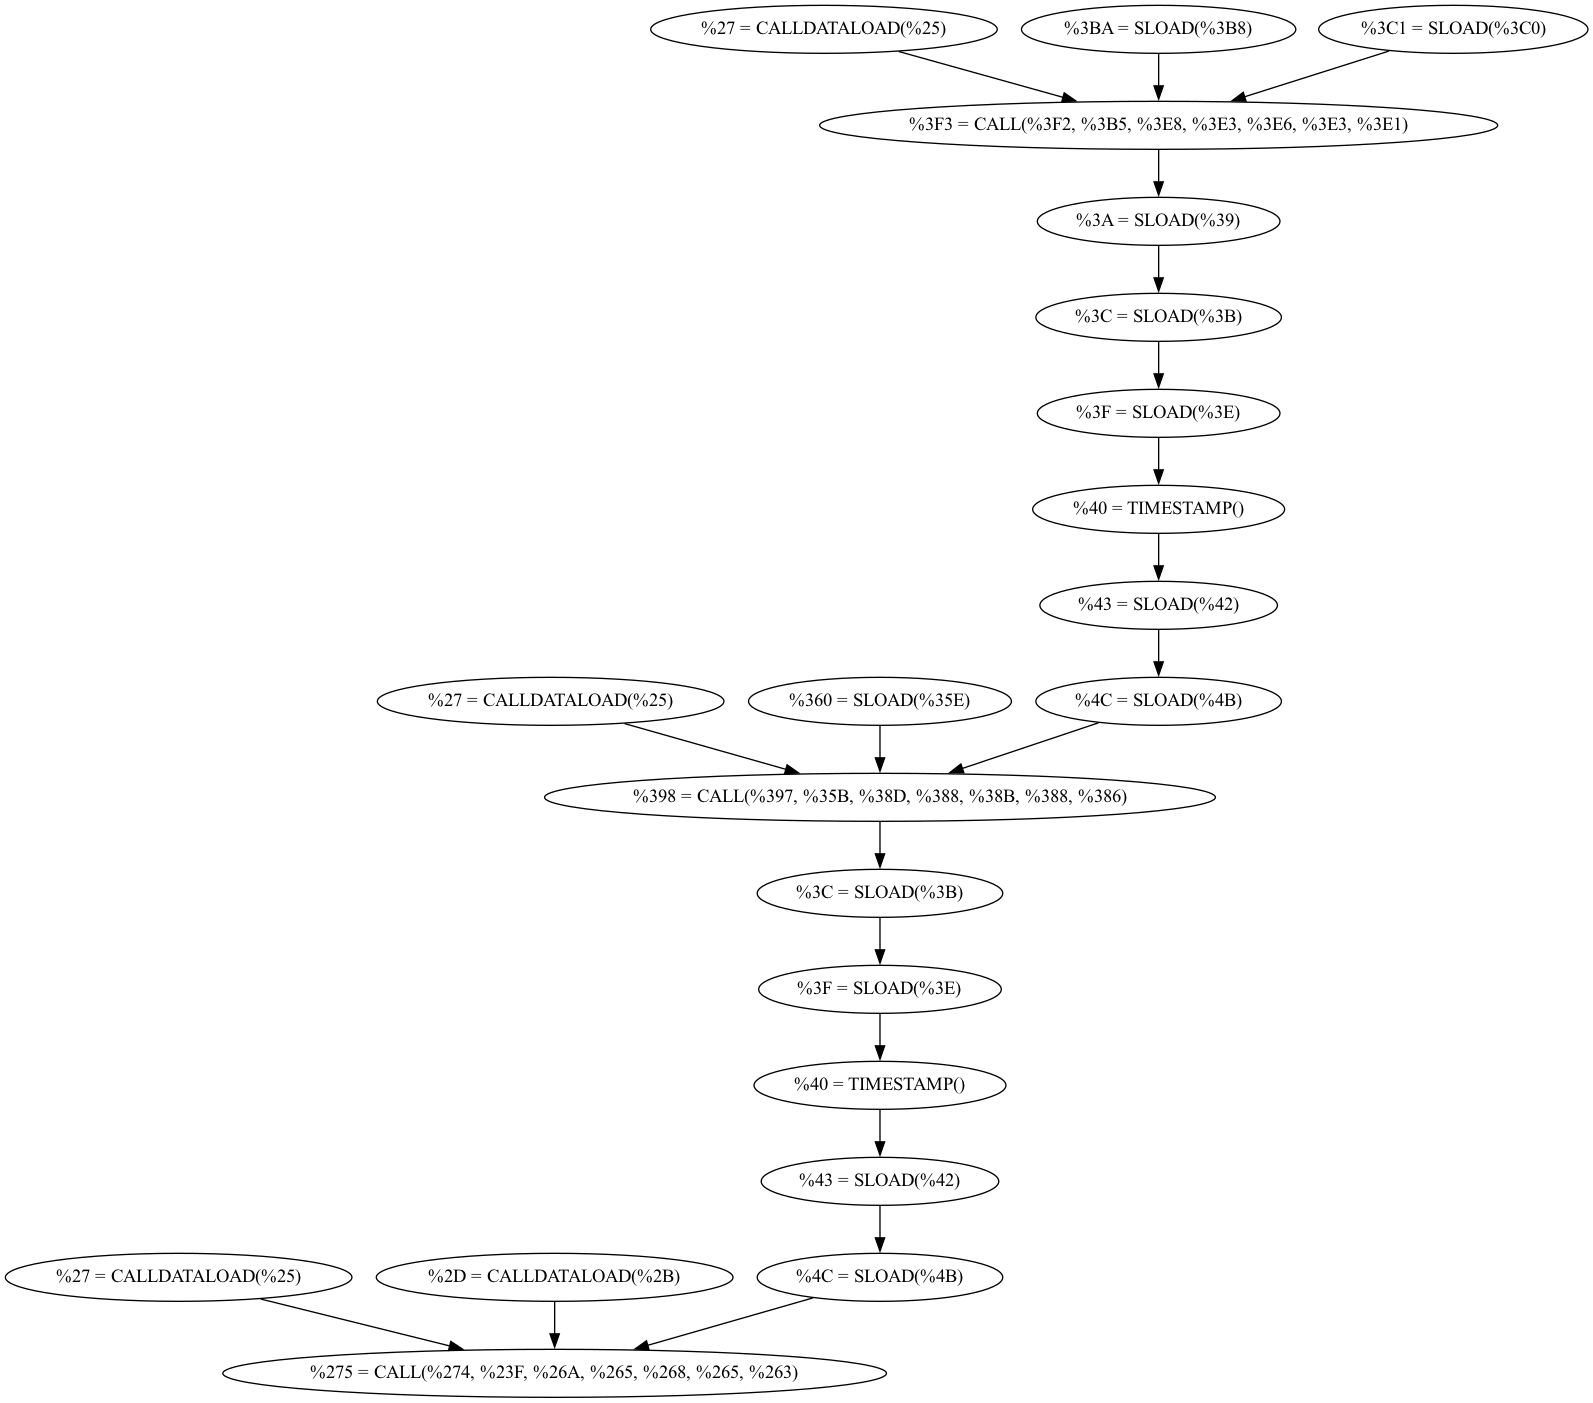 %27 = CALLDATALOAD(%25)
%3BA = SLOAD(%3B8)
%3C1 = SLOAD(%3C0)
%3F3 = CALL(%3F2, %3B5, %3E8, %3E3, %3E6, %3E3, %3E1)
%3A = SLOAD(%39)
%3C = SLOAD(%3B)
%3F = SLOAD(%3E)
%40 = TIMESTAMP()
%43 = SLOAD(%42)
%27 = CALLDATALOAD(%25)
%360 = SLOAD(%35E)
%4C = SLOAD(%4B)
%398 = CALL(%397, %35B, %38D, %388, %38B, %388, %386)
%3C = SLOAD(%3B)
%3F = SLOAD(%3E)
%40 = TIMESTAMP()
%43 = SLOAD(%42)
%27 = CALLDATALOAD(%25)
%2D = CALLDATALOAD(%2B)
%4C = SLOAD(%4B)
%275 = CALL(%274, %23F, %26A, %265, %268, %265, %263)